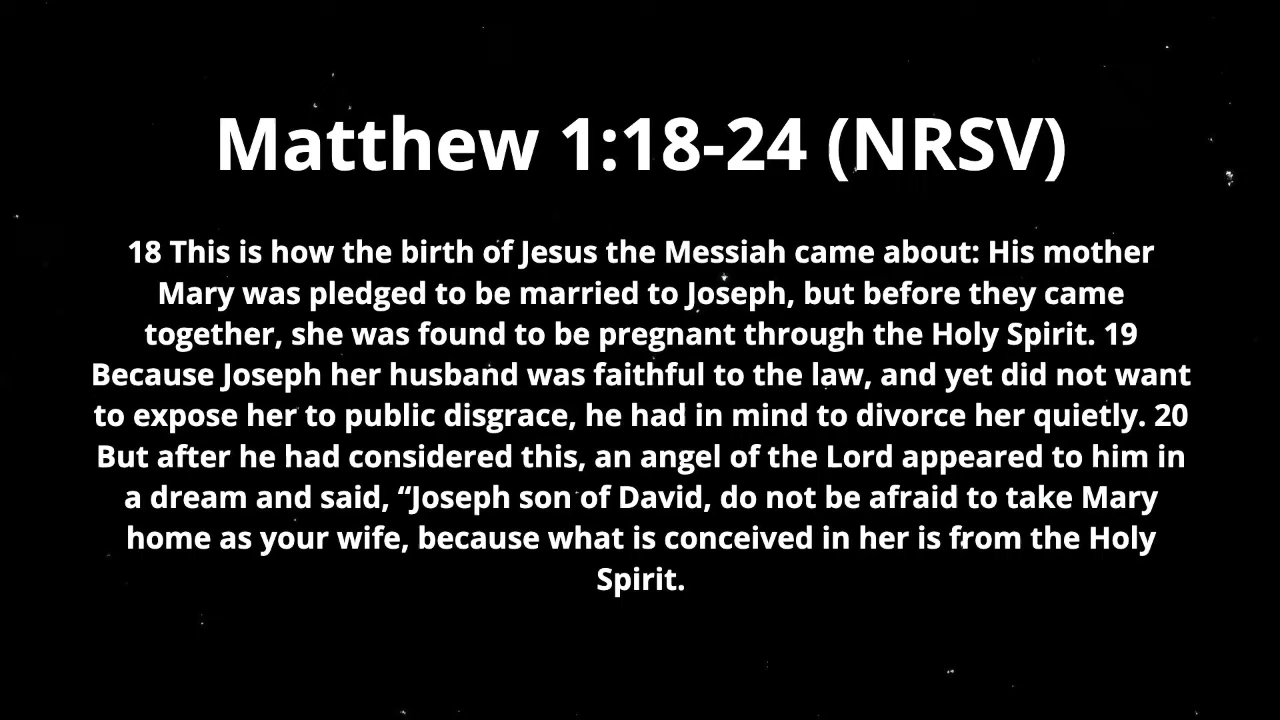 Matthew 1:18-24 (NRSV)
18 This is how the birth of Jesus the Messiah came about: His mother
Mary was pledged to be married to Joseph, but before they came
together, she was found to be pregnant through the Holy Spirit. 19
Because Joseph her husband was faithful to the law, and yet did not want
to expose her to public disgrace, he had in mind to divorce her quietly. 20
But after he had considered this, an angel of the Lord appeared to him in
a dream and said, “Joseph son of David, do not be afraid to take Mary
home as your wife, because what is conceived in her is from the Holy
Spirit.